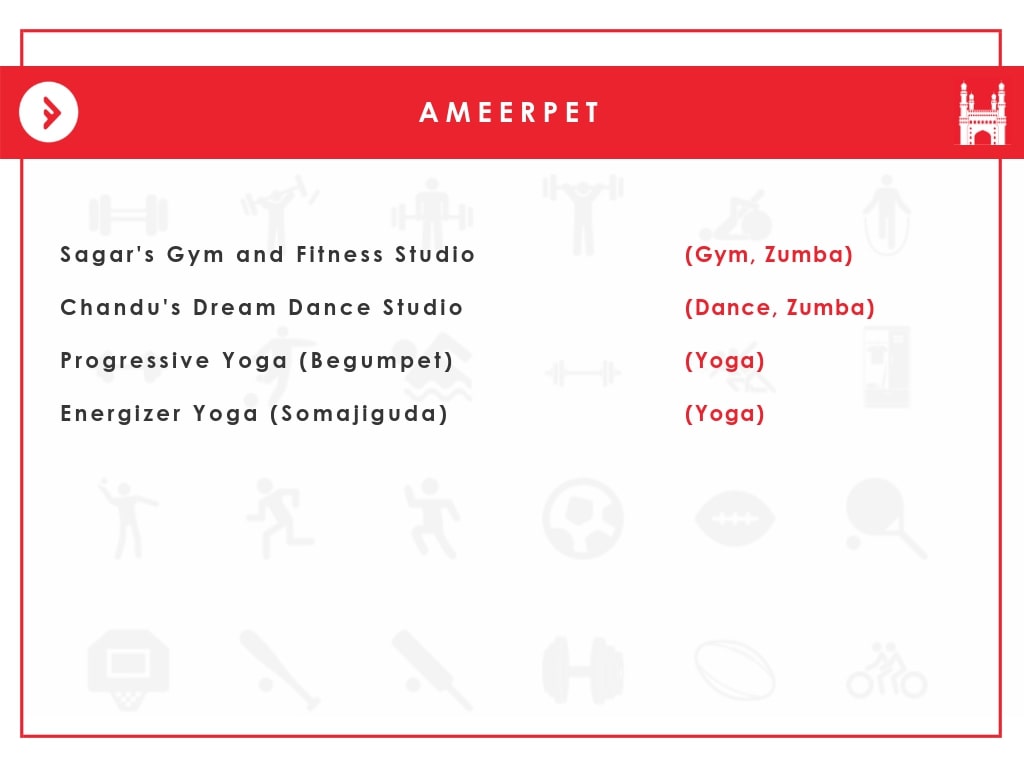 AMEERPET
Sagar's Gym and Fitness Studio (Gym, Zumba)
Chandu's Dream Dance Studio (Dance, Zumba)
Progressive Yoga (Begumpet) (Yoga)
Energizer Yoga (Somajiguda) (Yoga)